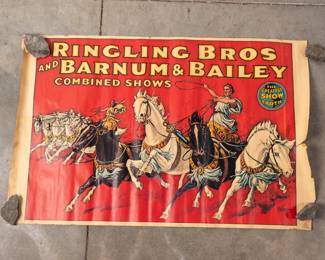 RINGLING BROS
AND BARNUM & BAILEY
COMBINED SHOWS
THE
GREATEST
SHOW
ON
EARTH